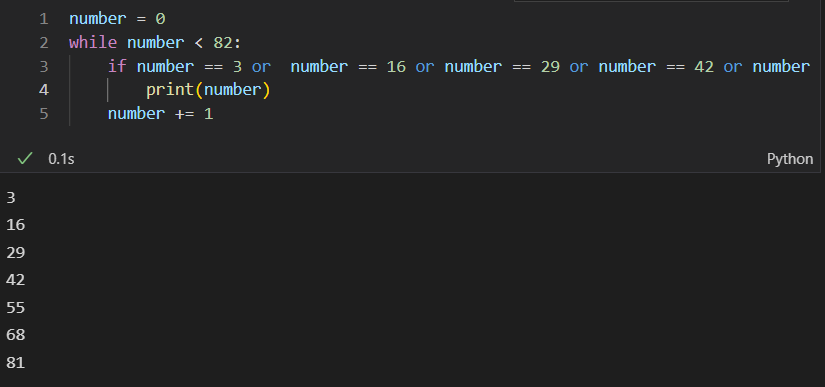 1 number = 0
2 while number < 82:
3 if number == 3 or  number == 16 or number == 29 or number == 42 or number
4 print(number)
5 number += 1
0.1s Python
3
16
29
42
55
68
81